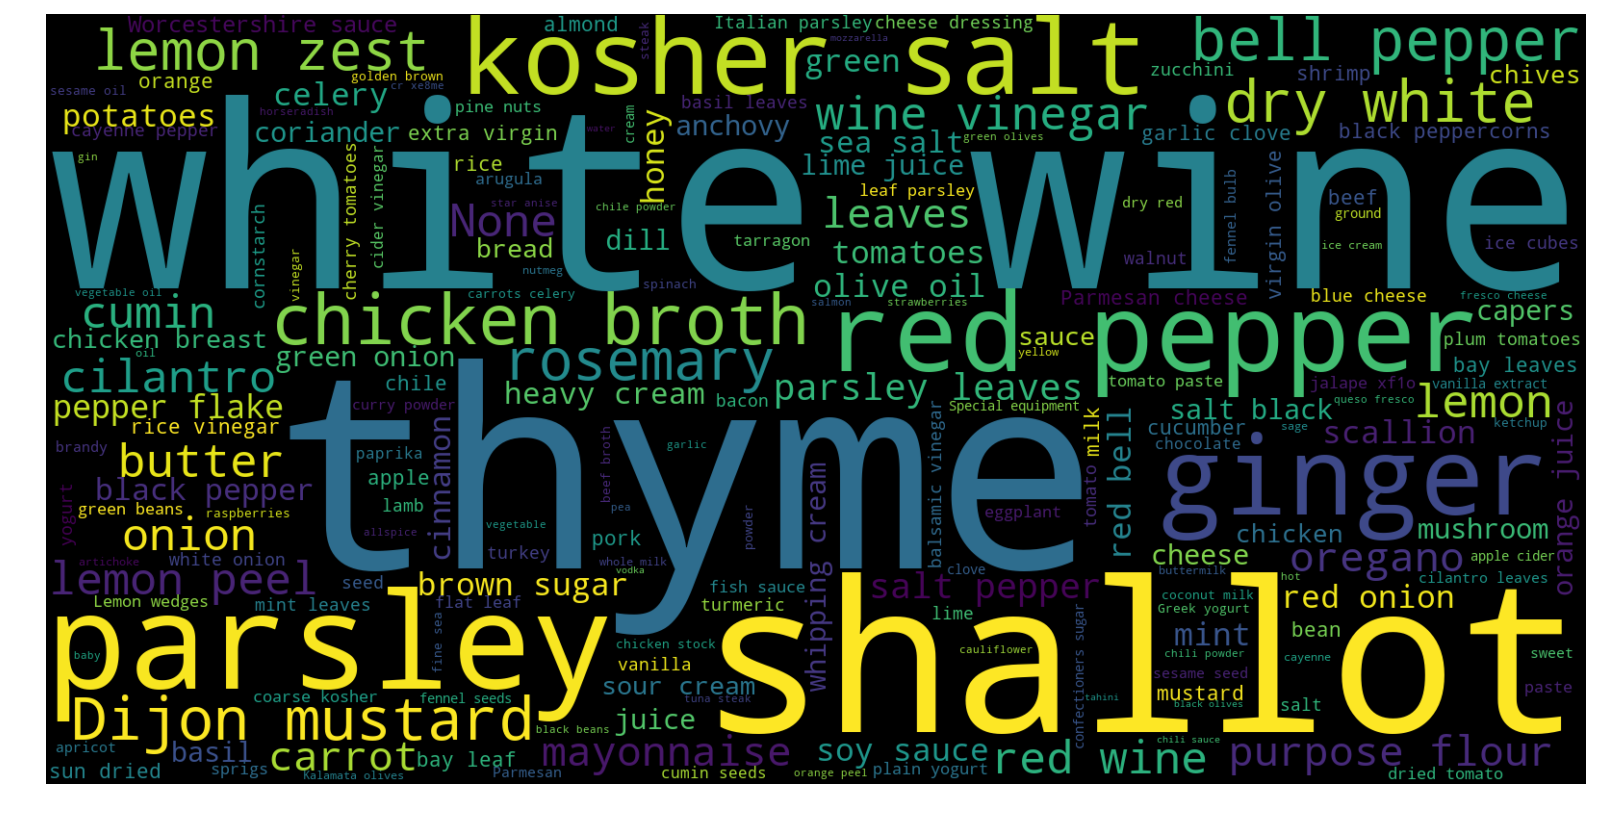 Worcestershire sauce
almond
Italian parsley
cheese dressing
lemon zest
kosher salt
steak
mozzarella
bell pepper
green
zucchini
shrimp
chives
orange
golden brown
cr xe8me
sesame oil
celery
horseradish
pine nuts
basil leaves
wine vinegar
dry white
potatoes
cayenne pepper
coriander
extra virgin
water
cream
honey
anchovy
sea salt
green olives
garlic clove
black peppercorns
white wine
gin
cherry tomatoes
cider vinegar
rice
arugula
lime juice
leaf parsley
fennel bulb
virgin olive
beef
ground
star anise
chile powder
None
leaves
dry red
cornstarch
bread
dill
tarragon
tomatoes
walnut
ice cream
ice cubes
vinegar
nutmeg
spinach
olive oil
vegetable oil
carrots celery
salmon
strawberries
Parmesan cheese
blue cheese
fresco cheese
cumin
chicken broth
red pepper
capers
chicken breast
sauce
plum tomatoes
oil
green onion
rosemary
yellow
bay leaves
cilantro
chile
heavy cream
bacon
parsley leaves
tomato paste
jalape xf1o
vanilla extract
pepper flake
curry powder
Special equipment
queso fresco
lemon
rice vinegar
thyme
milk
salt black
cucumber
sage
ketchup
brandy
butter
paprika
cinnamon
garlic
beef broth
balsamic vinegar
red bell
chocolate
scallion
orange juice
apple
whipping cream
tomato
ginger
black pepper
lamb
pea
eggplant
yogurt
green beans
raspberries
vegetable
powder
chicken
mushroom
onion
allspice
pork
white onion
turkey
cheese
oregano
apple cider
artichoke
whole milk
vodka
clove
buttermilk
hot
lemon peel
seed
brown sugar
fish sauce
salt pepper
cilantro leaves
Lemon wedges
mint leaves
flat leaf
turmeric
lime
coconut milk
Greek yogurt
red onion
parsley
shallot
fine sea
chicken stock
cauliflower
confectioners sugar
mint
bean
baby
vanilla
chili powder
cayenne
sweet
sour cream
sesame seed
coarse kosher
fennel seeds
tuna steak
tahini
mustard
black olives
salt
paste
Dijon mustard
black beans
juice
apricot
basil
carrot
bay leaf
mayonnaise
soy sauce
red wine
chili sauce
purpose flour
sun dried
sprigs
Kalamata olives
Parmesan
cumin seeds
orange peel
plain yogurt
dried tomato